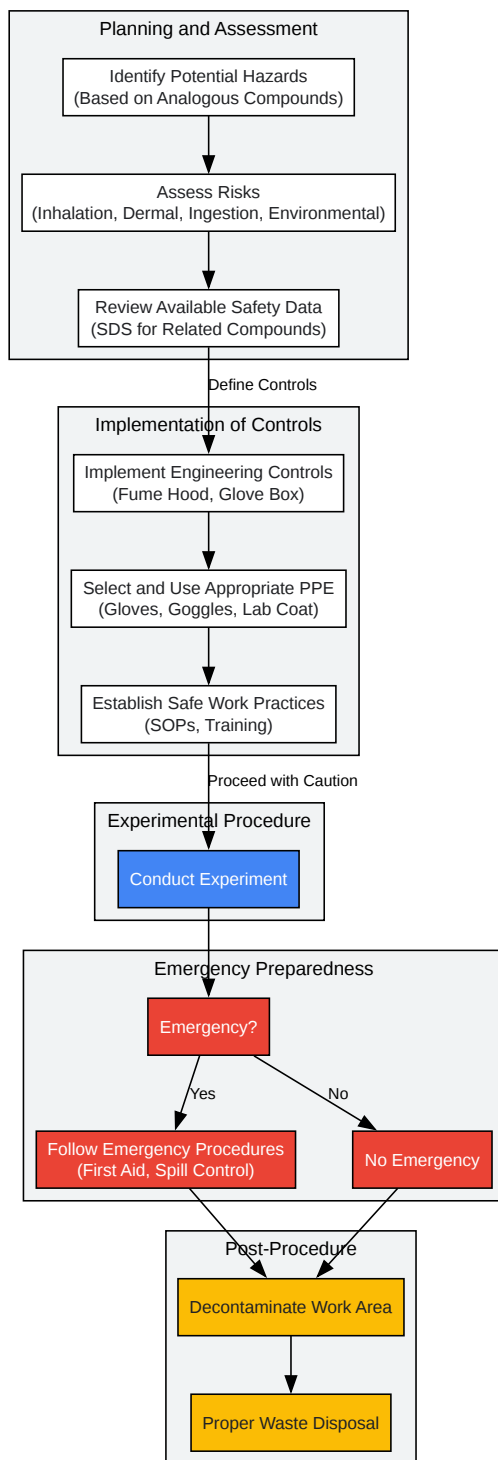 Planning and Assessment
Identify Potential Hazards
(Based on Analogous Compounds)
Assess Risks
(Inhalation, Dermal, Ingestion, Environmental)
Review Available Safety Data
(SDS for Related Compounds)
Define Controls
Implementation of Controls
Implement Engineering Controls
(Fume Hood, Glove Box)
Select and Use Appropriate PPE
(Gloves, Goggles, Lab Coat)
Establish Safe Work Practices
(SOPs, Training)
Proceed with Caution
Experimental Procedure
Conduct Experiment
Emergency Preparedness
Emergency?
Yes
No
Follow Emergency Procedures
(First Aid, Spill Control)
No Emergency
Post-Procedure
Decontaminate Work Area
Proper Waste Disposal